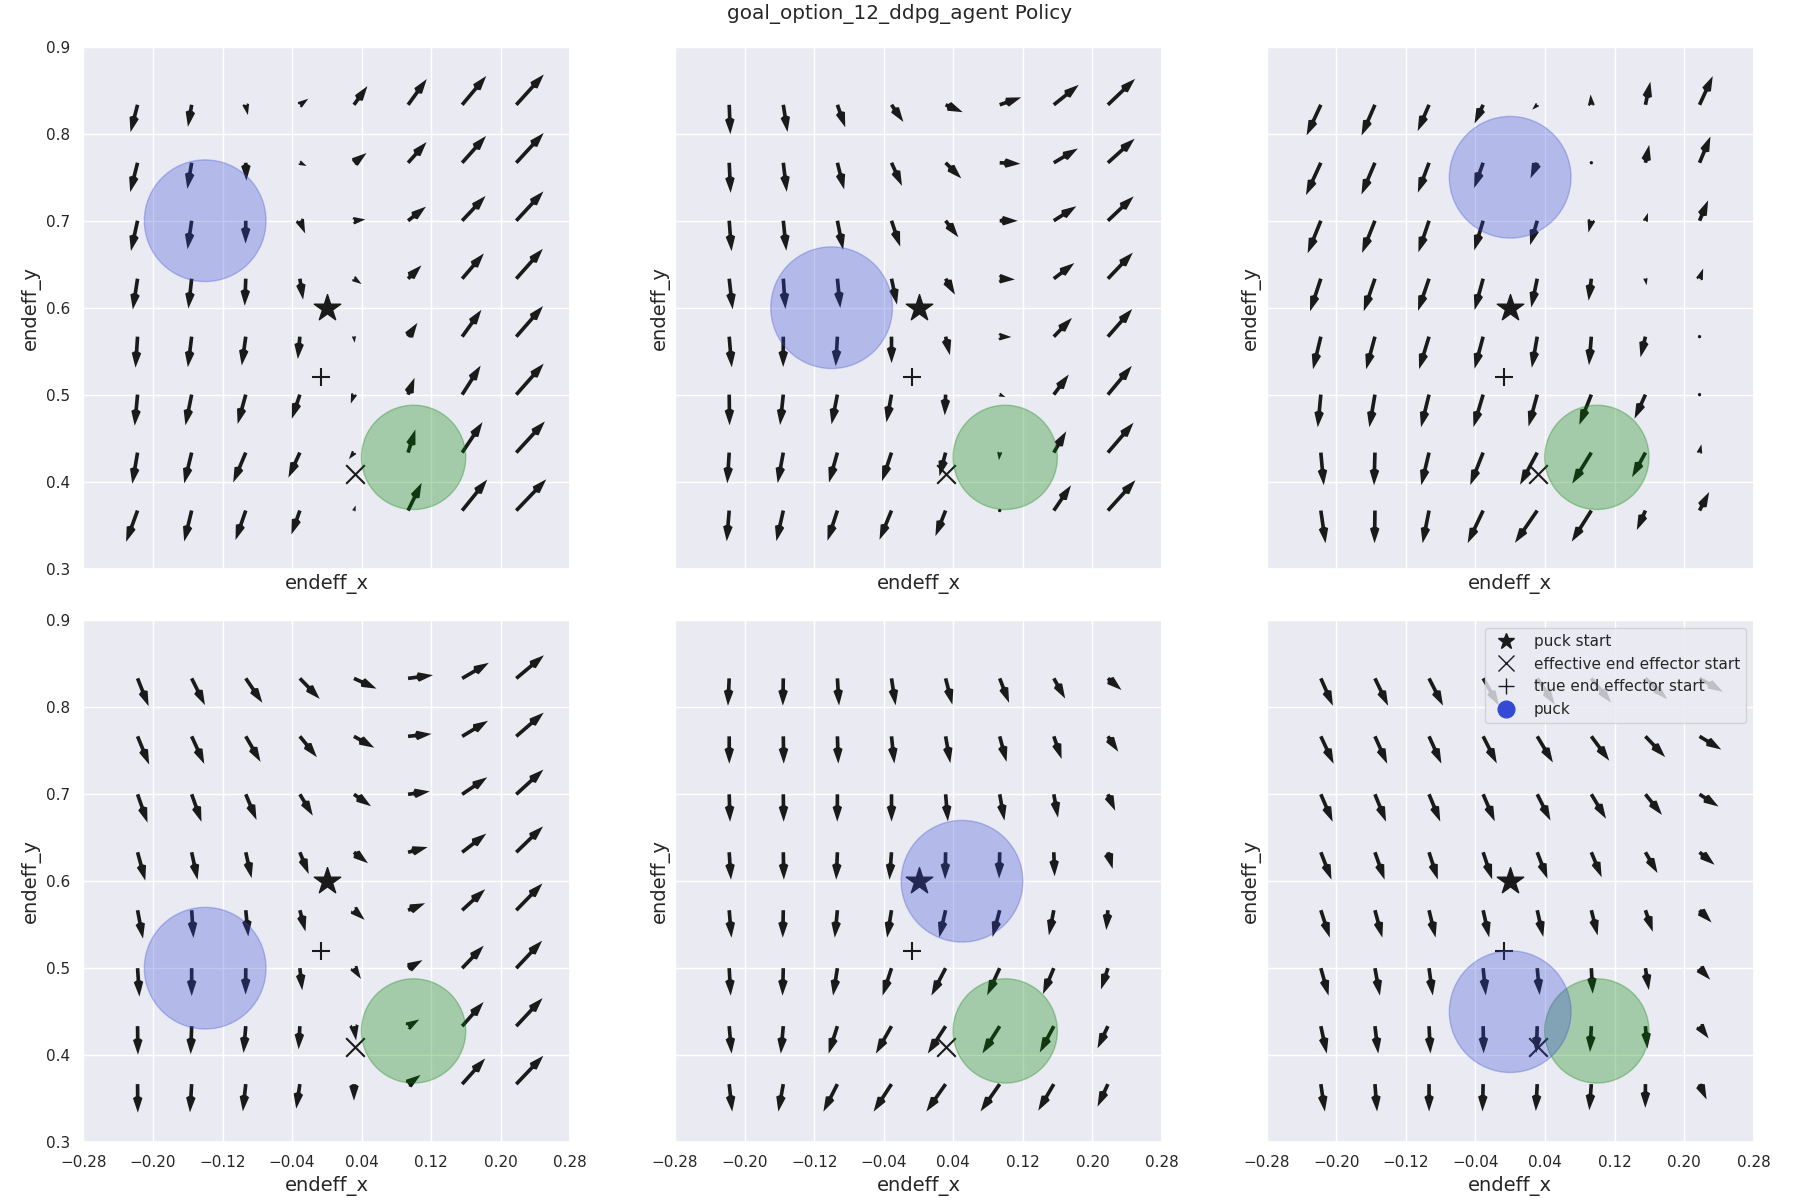 goal_option_12_ddpg_agent Policy
0.9
0.8
0.7
0.6
0.5
0.4
0.3
endeff_y
endeff_x
endeff_y
endeff_x
endeff_y
endeff_x
0.9
0.8
0.7
0.6
0.5
0.4
0.3
endeff_y
−0.28 −0.20 −0.12 −0.04 0.04 0.12 0.20 0.28
endeff_x
endeff_y
−0.28 −0.20 −0.12 −0.04 0.04 0.12 0.20 0.28
endeff_x
puck start
effective end effector start
true end effector start
puck
endeff_y
−0.28 −0.20 −0.12 −0.04 0.04 0.12 0.20 0.28
endeff_x